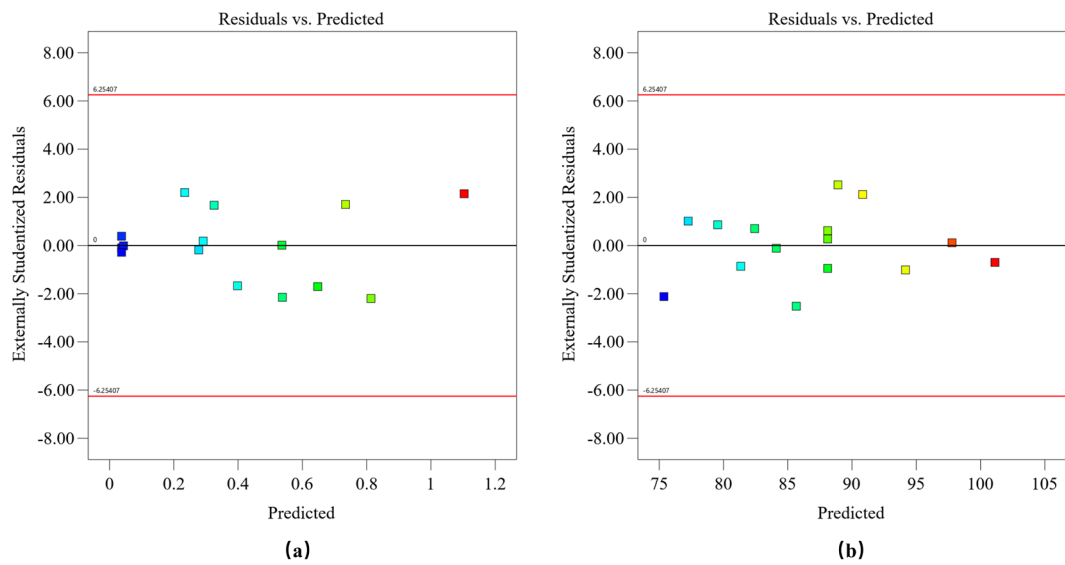 Residuals vs. Predicted
Externally Studentized Residuals
8.00
6.00
4.00
2.00
0.00
-2.00
-4.00
-6.00
-8.00
6.25407
0
-6.25407
0 0.2 0.4 0.6 0.8 1 1.2
Predicted
(a)
Residuals vs. Predicted
Externally Studentized Residuals
8.00
6.00
4.00
2.00
0.00
-2.00
-4.00
-6.00
-8.00
6.25407
0
-6.25407
75 80 85 90 95 100 105
Predicted
(b)